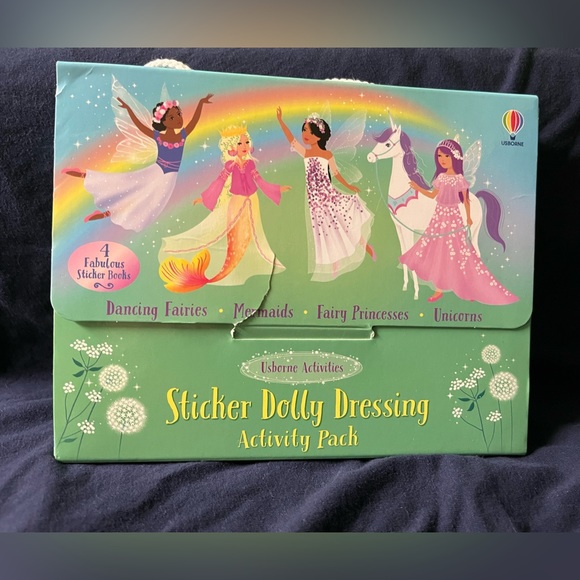 USBORNE
4
Fabulous
Sticker Books
Dancing Fairies • Mermaids • Fairy Princesses • Unicorns
Usborne Activities
Sticker Dolly Dressing
Activity Pack